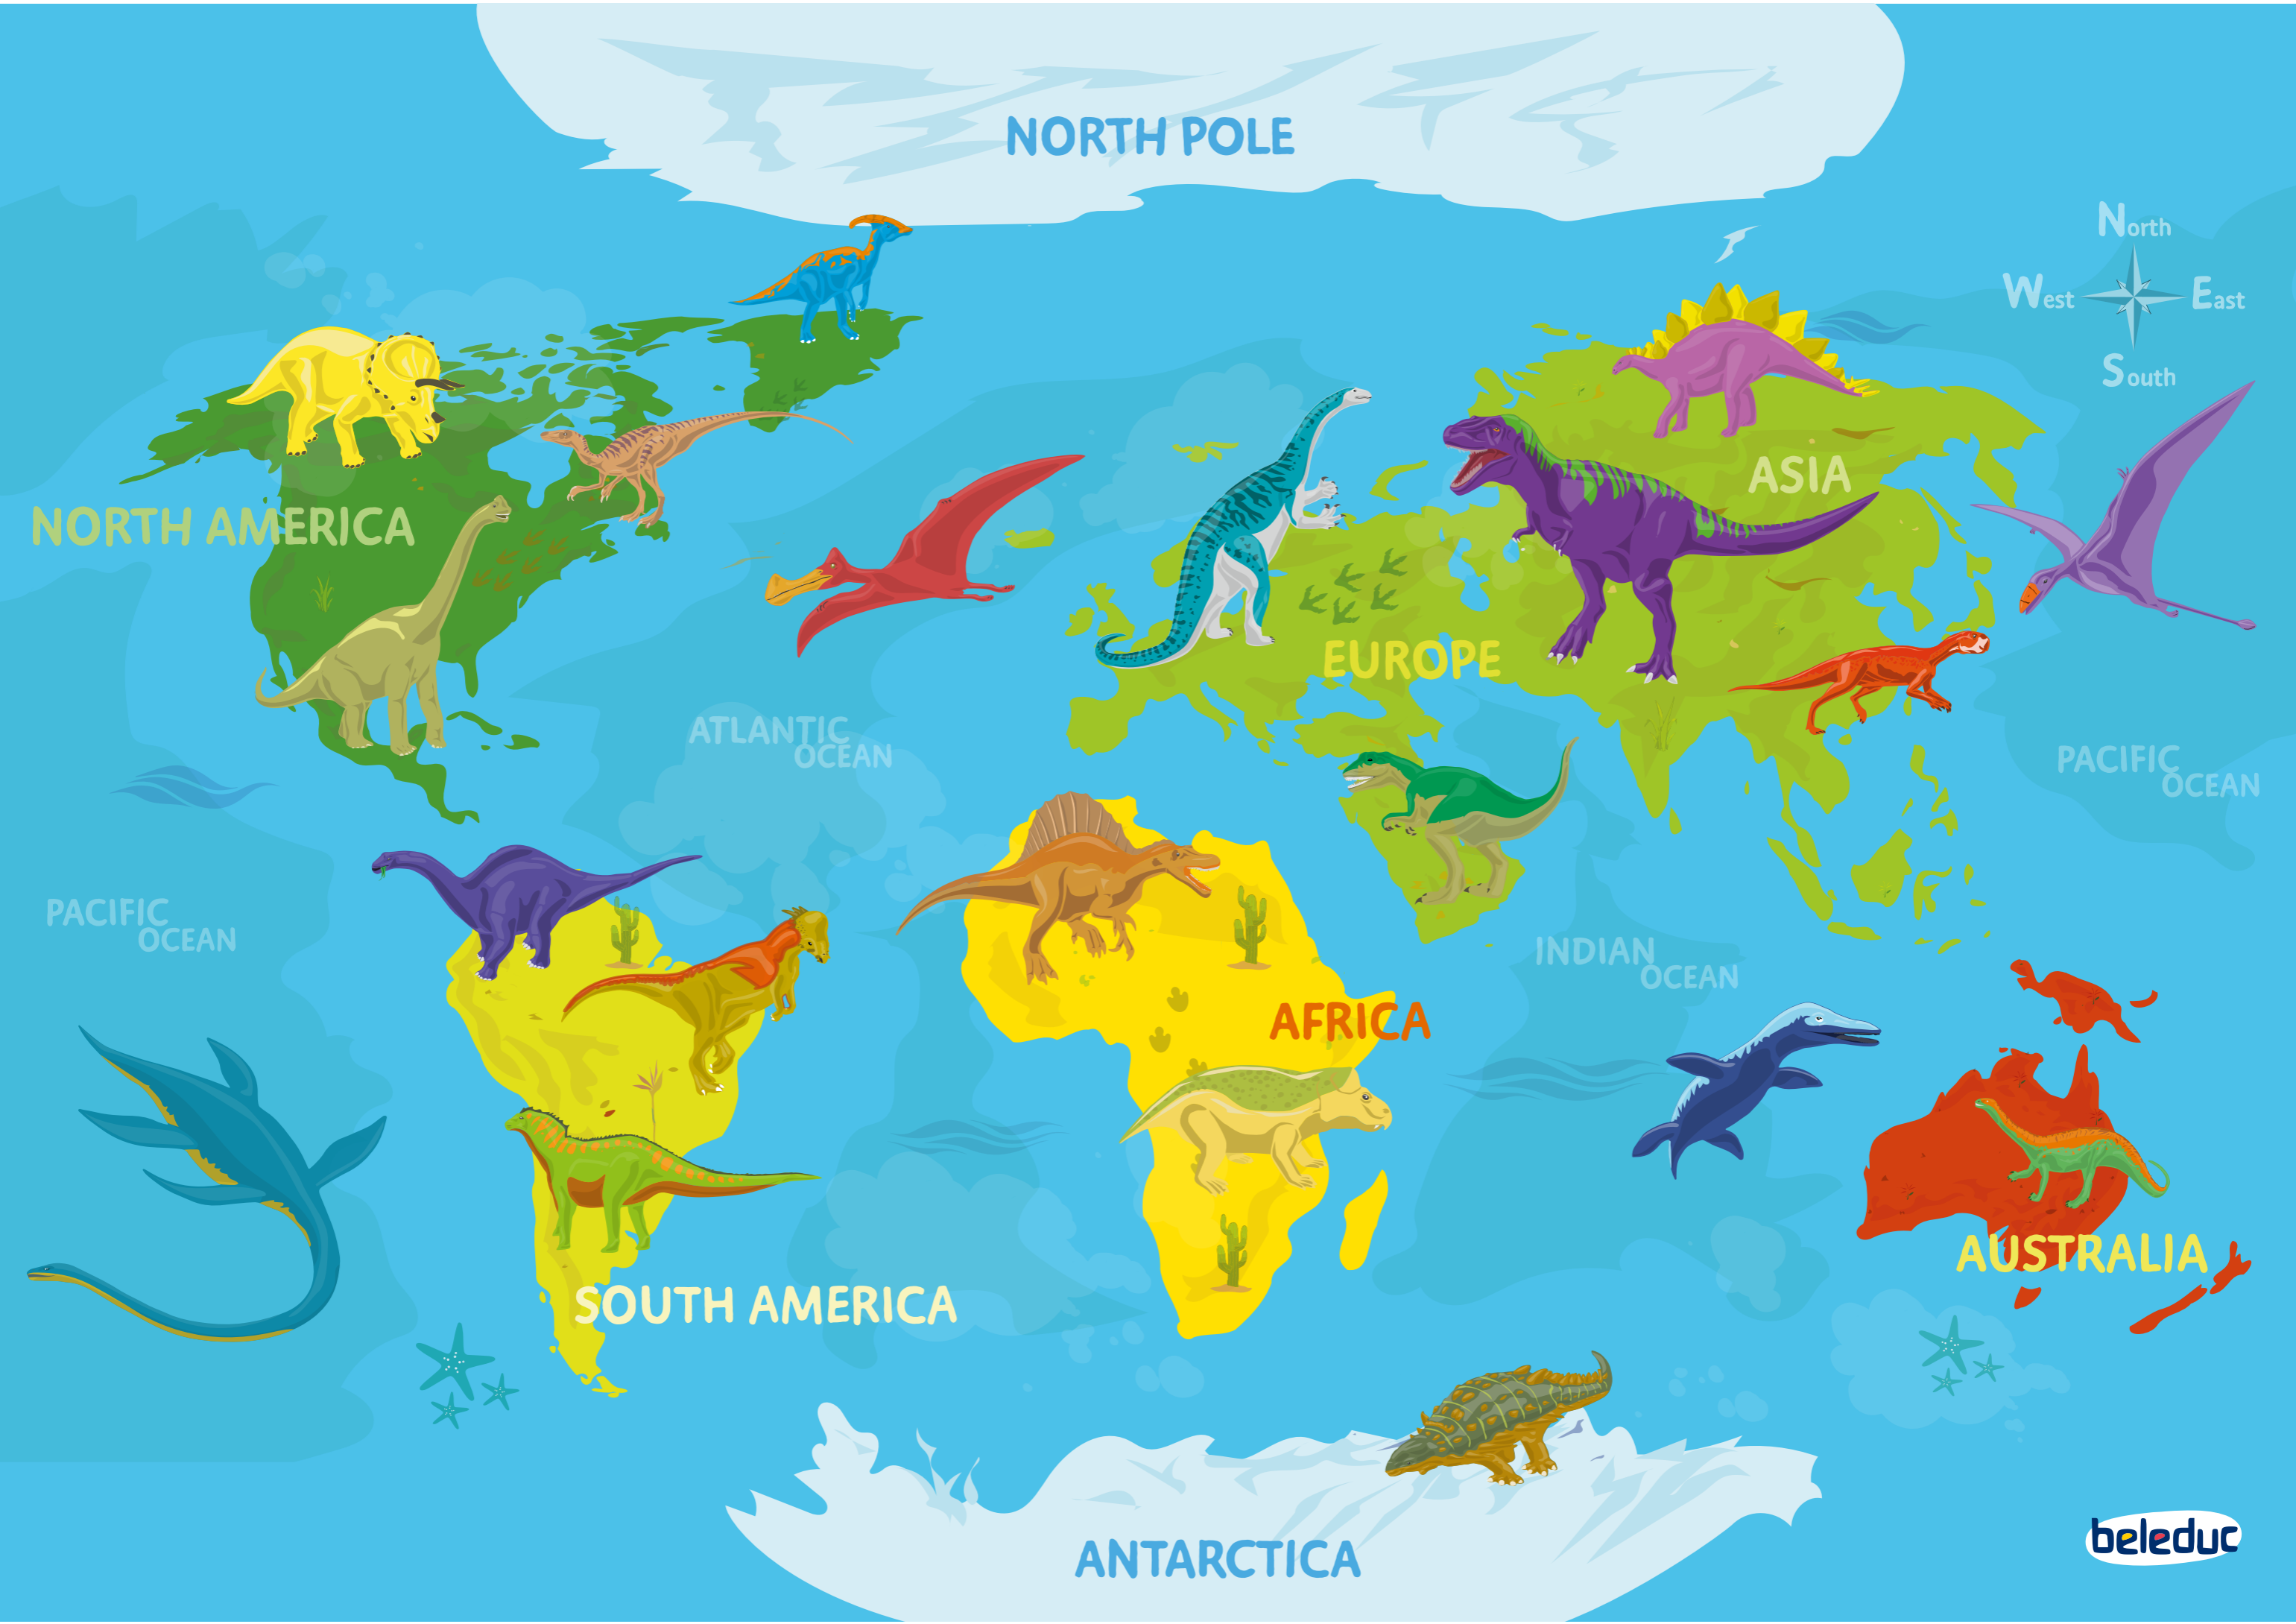 NORTH POLE
North
West
East
South
ASIA
NORTH AMERICA
EUROPE
ATLANTIC
OCEAN
PACIFIC
OCEAN
PACIFIC
OCEAN
INDIAN
OCEAN
AFRICA
AUSTRALIA
SOUTH AMERICA
ANTARCTICA
beleduc